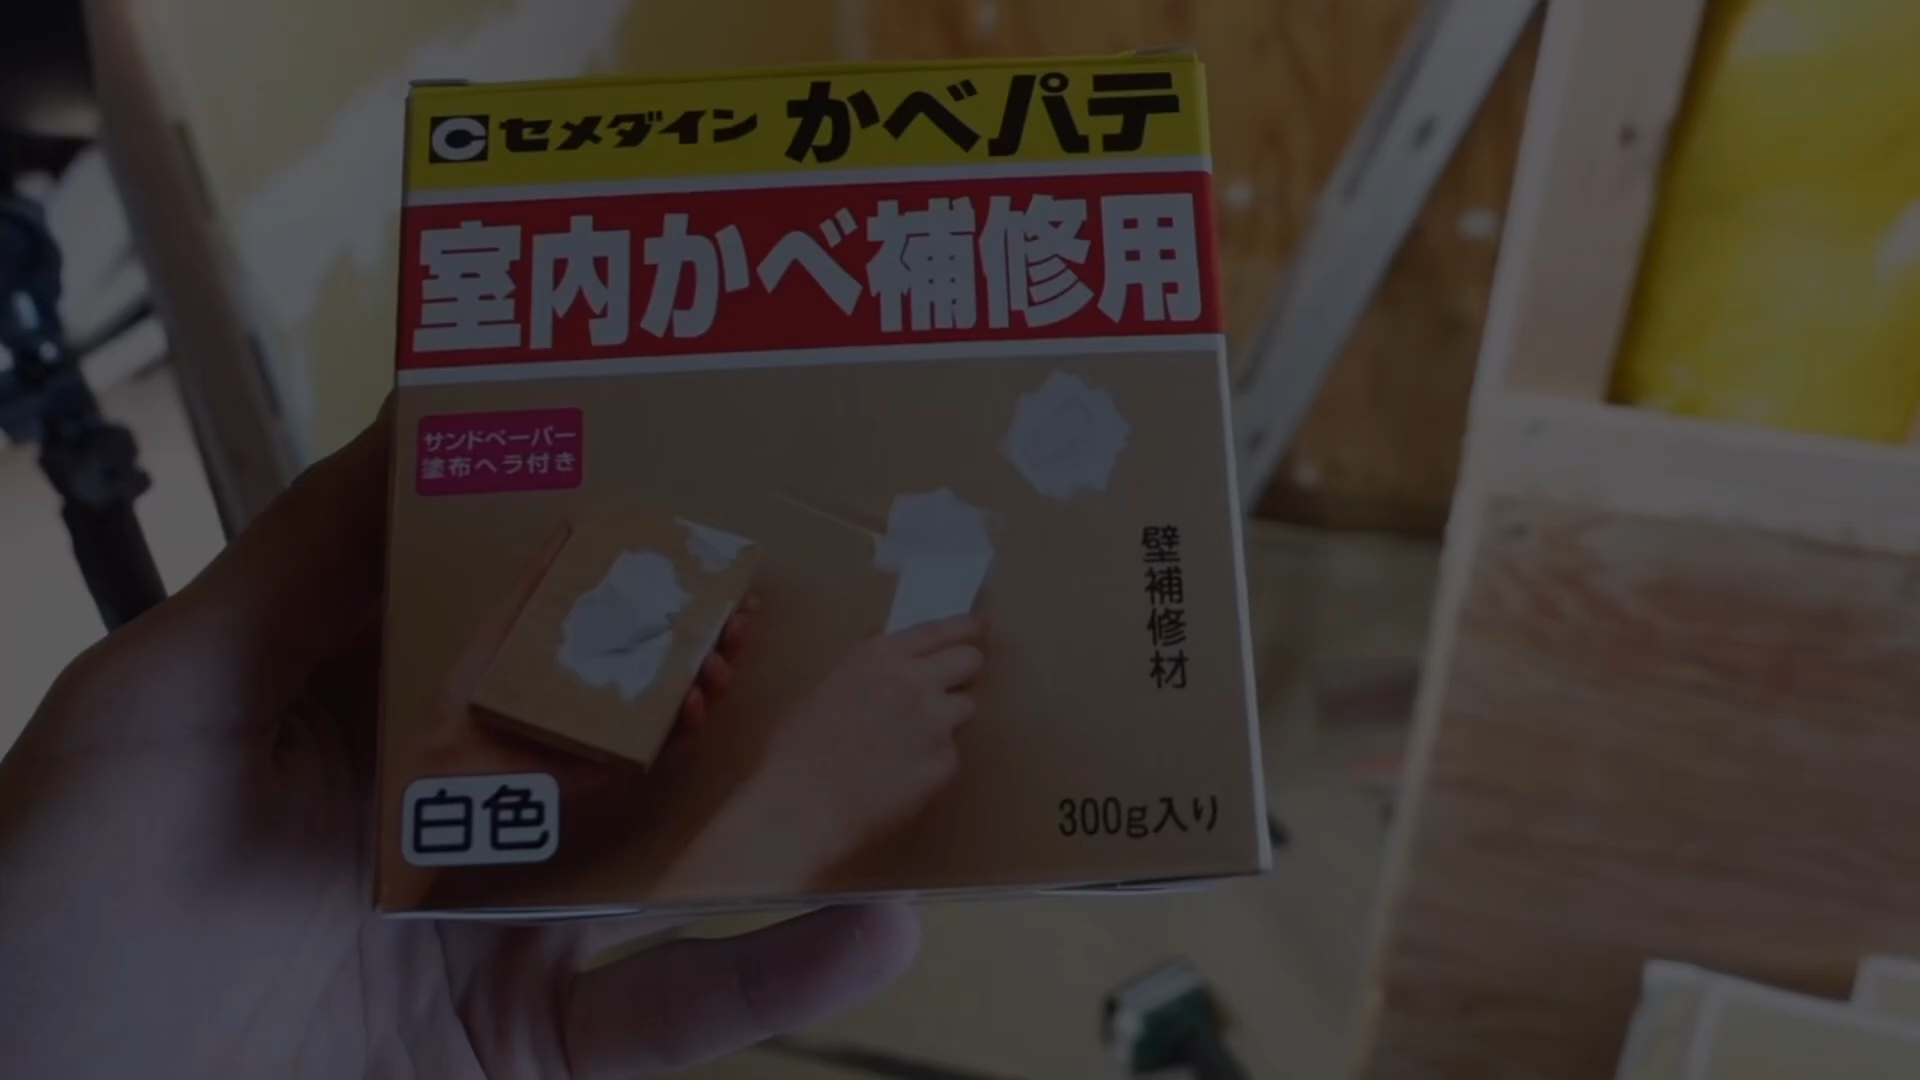 C セメダイン かべパテ
室内かべ補修用
サンドペーパー
塗布ヘラ付き
壁補修材
白色
300g入り